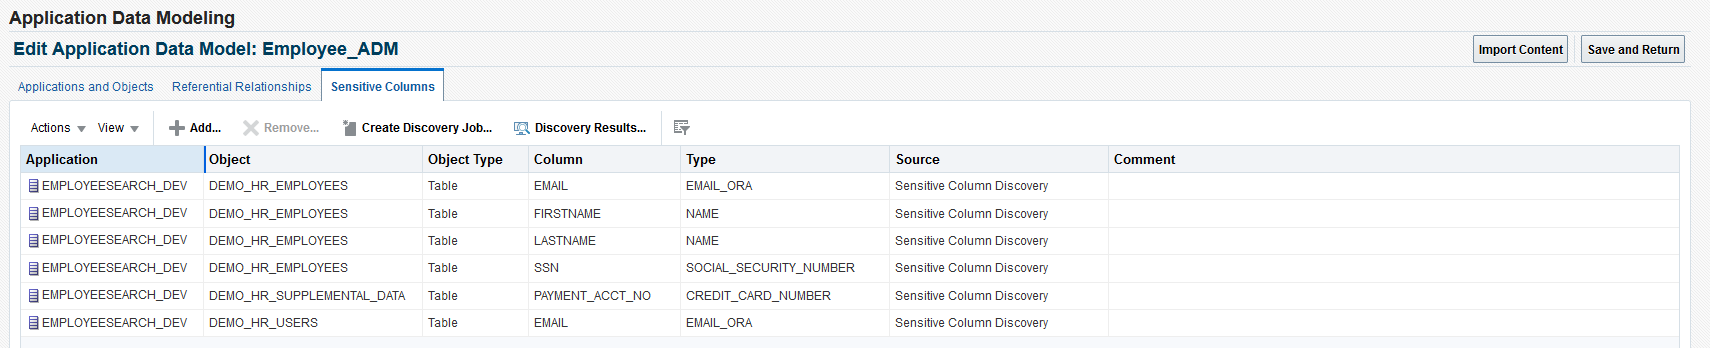 Application Data Modeling
Edit Application Data Model: Employee_ADM Import Content Save and Return
Applications and Objects Referential Relationships Sensitive Columns
Actions View Add... Remove... Create Discovery Job... Discovery Results...
Application Object Object Type Column Type Source Comment
EMPLOYEESEARCH_DEV DEMO_HR_EMPLOYEES Table EMAIL EMAIL_ORA Sensitive Column Discovery
EMPLOYEESEARCH_DEV DEMO_HR_EMPLOYEES Table FIRSTNAME NAME Sensitive Column Discovery
EMPLOYEESEARCH_DEV DEMO_HR_EMPLOYEES Table LASTNAME NAME Sensitive Column Discovery
EMPLOYEESEARCH_DEV DEMO_HR_EMPLOYEES Table SSN SOCIAL_SECURITY_NUMBER Sensitive Column Discovery
EMPLOYEESEARCH_DEV DEMO_HR_SUPPLEMENTAL_DATA Table PAYMENT_ACCT_NO CREDIT_CARD_NUMBER Sensitive Column Discovery
EMPLOYEESEARCH_DEV DEMO_HR_USERS Table EMAIL EMAIL_ORA Sensitive Column Discovery